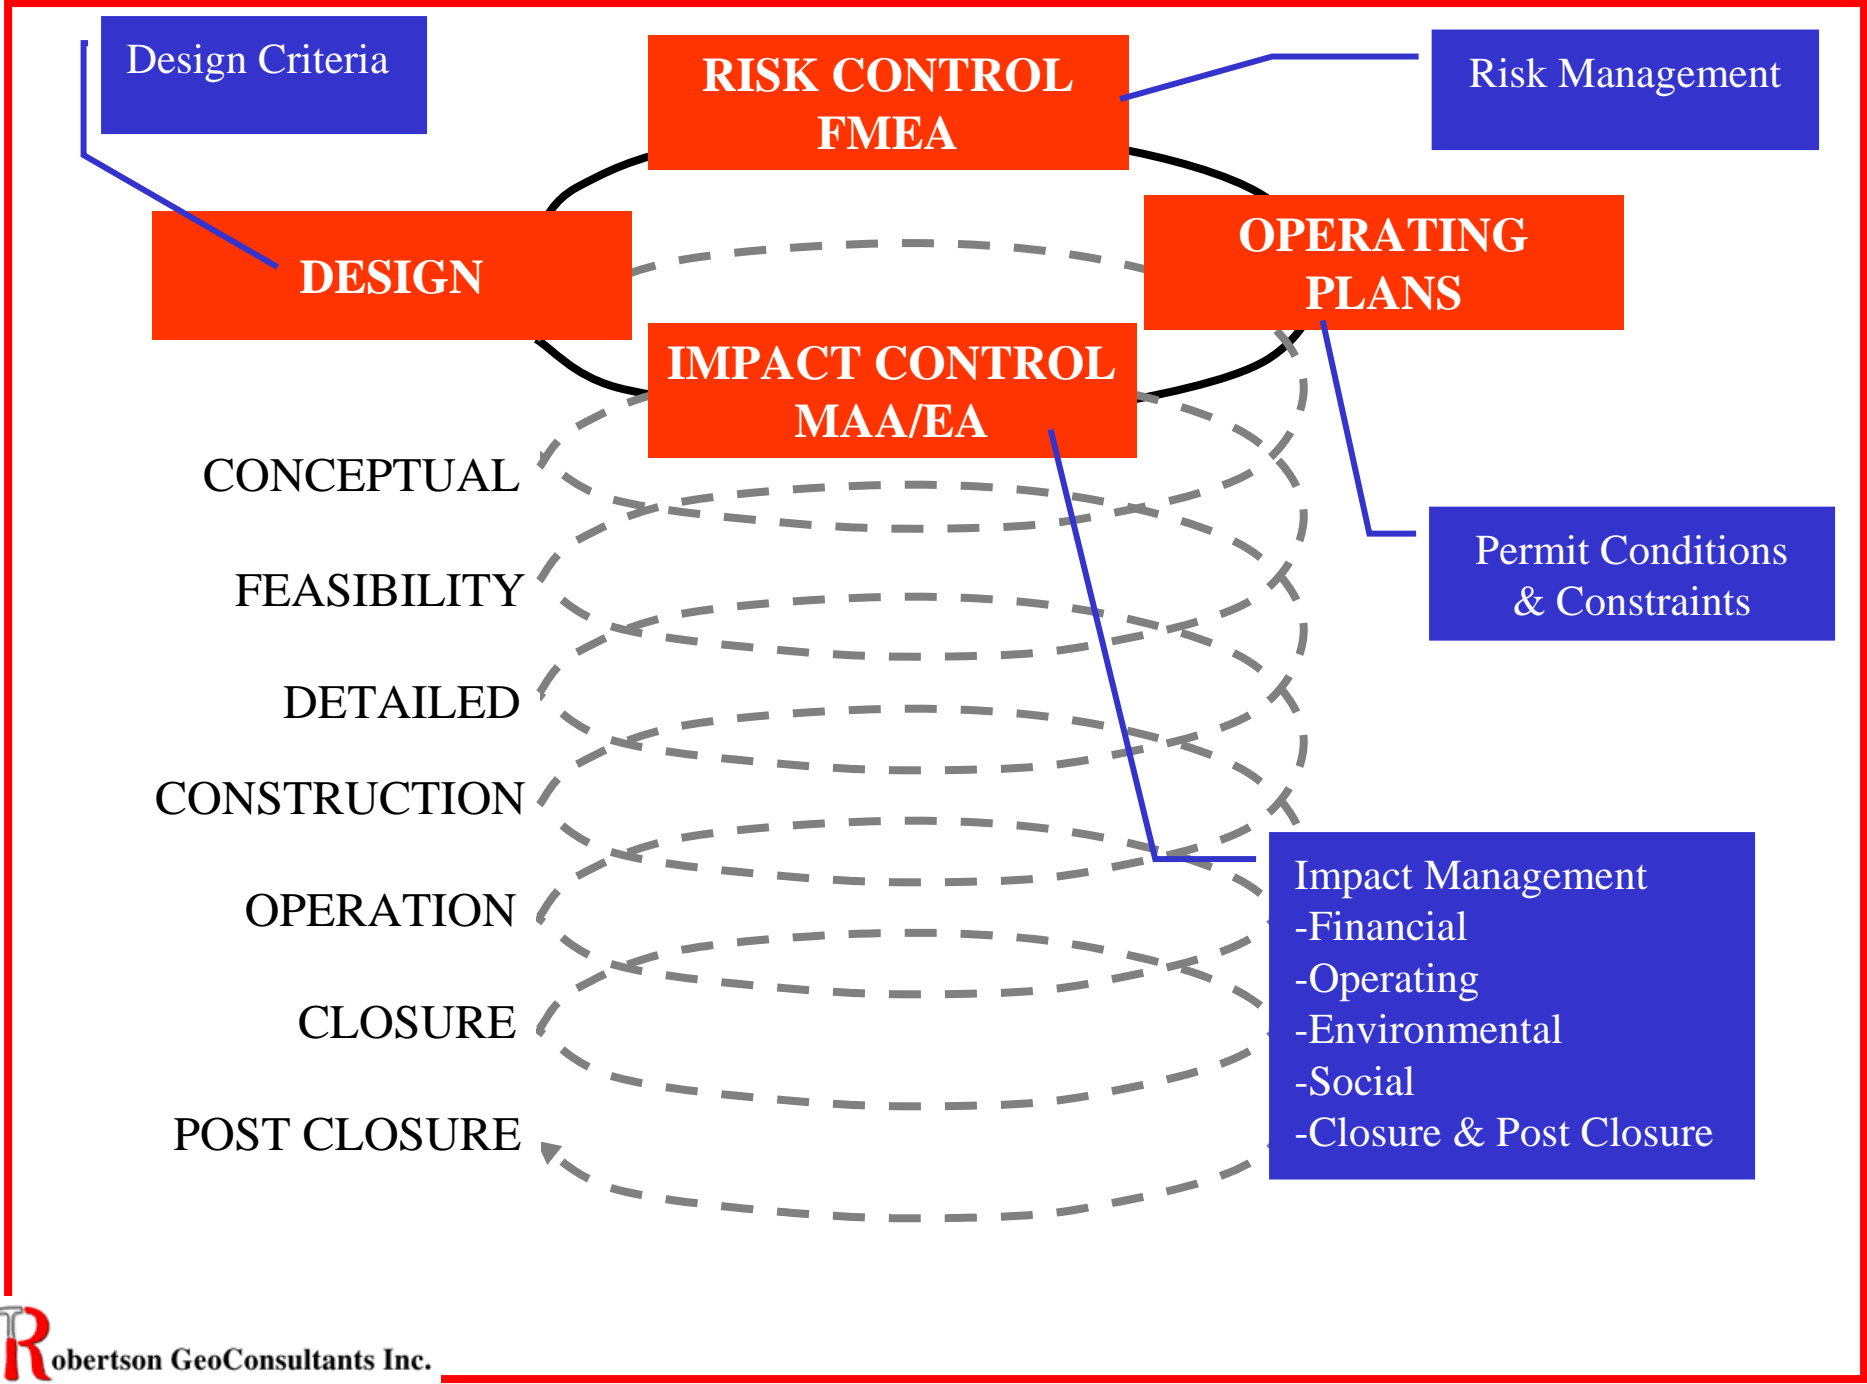 Design Criteria
RISK CONTROL
FMEA
Risk Management
DESIGN
OPERATING
PLANS
IMPACT CONTROL
MAA/EA
CONCEPTUAL
FEASIBILITY
DETAILED
CONSTRUCTION
OPERATION
CLOSURE
POST CLOSURE
Permit Conditions
& Constraints
Impact Management
-Financial
-Operating
-Environmental
-Social
-Closure & Post Closure
Robertson GeoConsultants Inc.